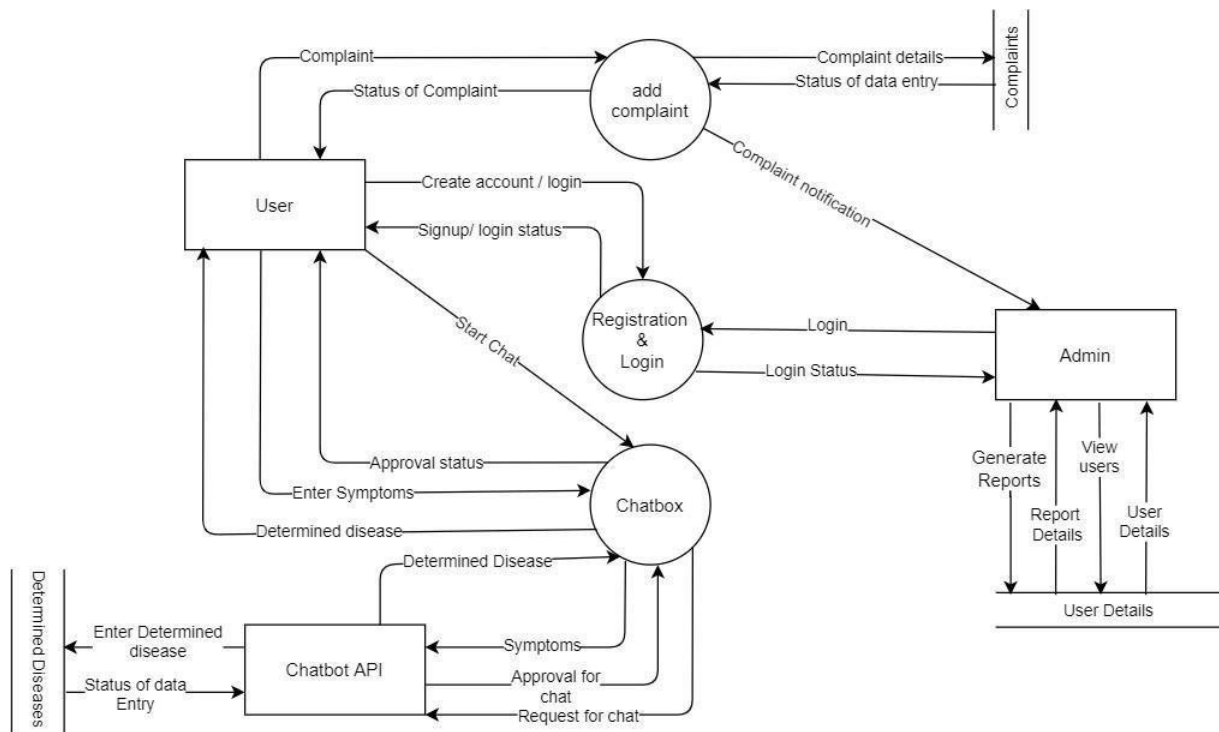 Complaint
Complaint details
Status of data entry
Complaints
Status of Complaint
add
complaint
Complaint notification
User
Create account / login
Signup/ login status
Registration
&
Login
Login
Login Status
Admin
Start Chat
Approval status
Enter Symptoms
Determined disease
Chatbox
Generate
Reports
Report
Details
View
users
User
Details
User Details
Determined Disease
Determined Diseases
Enter Determined
disease
Status of data
Entry
Chatbot API
Symptoms
Approval for
chat
Request for chat